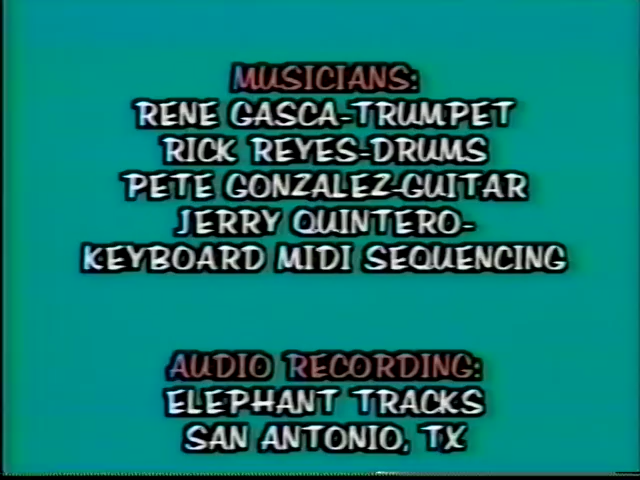 MUSICIANS:
RENE GASCA-TRUMPET
RICK REYES-DRUMS
PETE GONZALEZ-GUITAR
JERRY QUINTERO-
KEYBOARD MIDI SEQUENCING
AUDIO RECORDING:
ELEPHANT TRACKS
SAN ANTONIO, TX